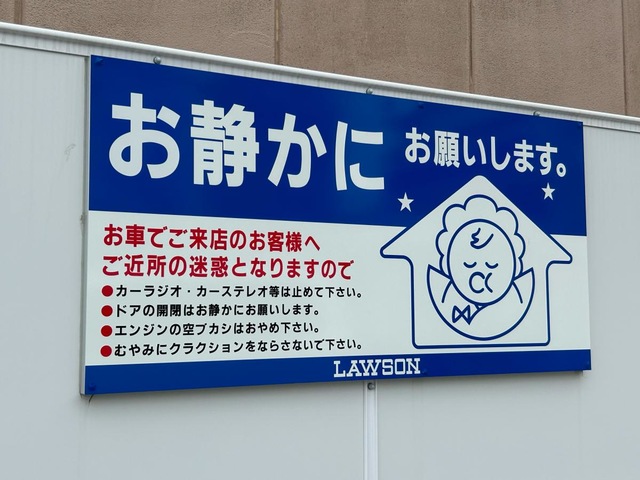 お静かに お願いします。
お車でご来店のお客様へ
ご近所の迷惑となりますので
●カーラジオ・カーステレオ等は止めて下さい。
●ドアの開閉はお静かにお願いします。
●エンジンの空ブカシはおやめ下さい。
●むやみにクラクションをならさないで下さい。
LAWSON